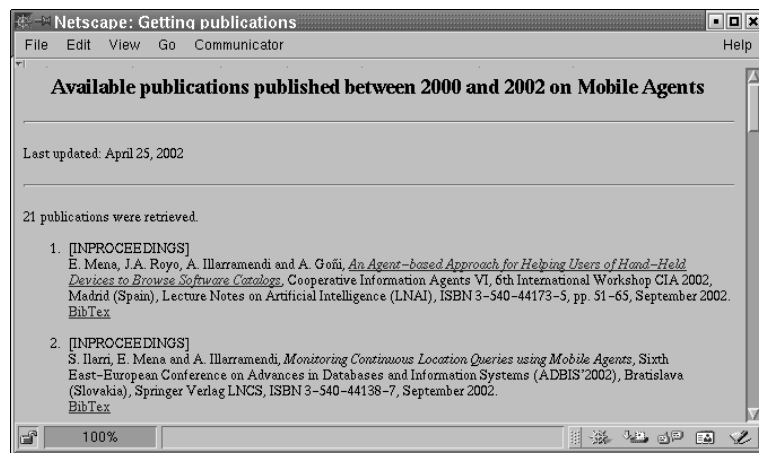 Netscape: Getting publications
File Edit View Go Communicator Help
Available publications published between 2000 and 2002 on Mobile Agents
Last updated: April 25, 2002
21 publications were retrieved.
1. [INPROCEEDINGS]
E. Mena, J.A. Royo, A. Illarramendi and A. Goñi, An Agent-based Approach for Helping Users of Hand-Held
Devices to Browse Software Catalogs, Cooperative Information Agents VI, 6th International Workshop CIA 2002,
Madrid (Spain), Lecture Notes on Artificial Intelligence (LNAI), ISBN 3-540-44173-5, pp. 51-65, September 2002.
BibTex
2. [INPROCEEDINGS]
S. Ilarri, E. Mena and A. Illarramendi, Monitoring Continuous Location Queries using Mobile Agents, Sixth
East-European Conference on Advances in Databases and Information Systems (ADBIS'2002), Bratislava
(Slovakia), Springer Verlag LNCS, ISBN 3-540-44138-7, September 2002.
BibTex
100%